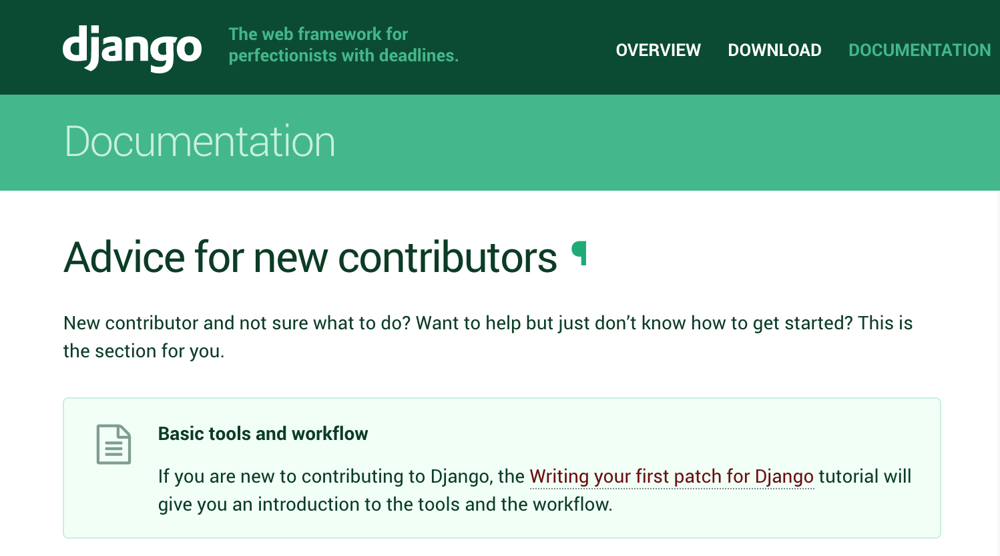 django
The web framework for
perfectionists with deadlines.
OVERVIEW DOWNLOAD DOCUMENTATION
Documentation
Advice for new contributors ¶
New contributor and not sure what to do? Want to help but just don’t know how to get started? This is
the section for you.
Basic tools and workflow
If you are new to contributing to Django, the Writing your first patch for Django tutorial will
give you an introduction to the tools and the workflow.